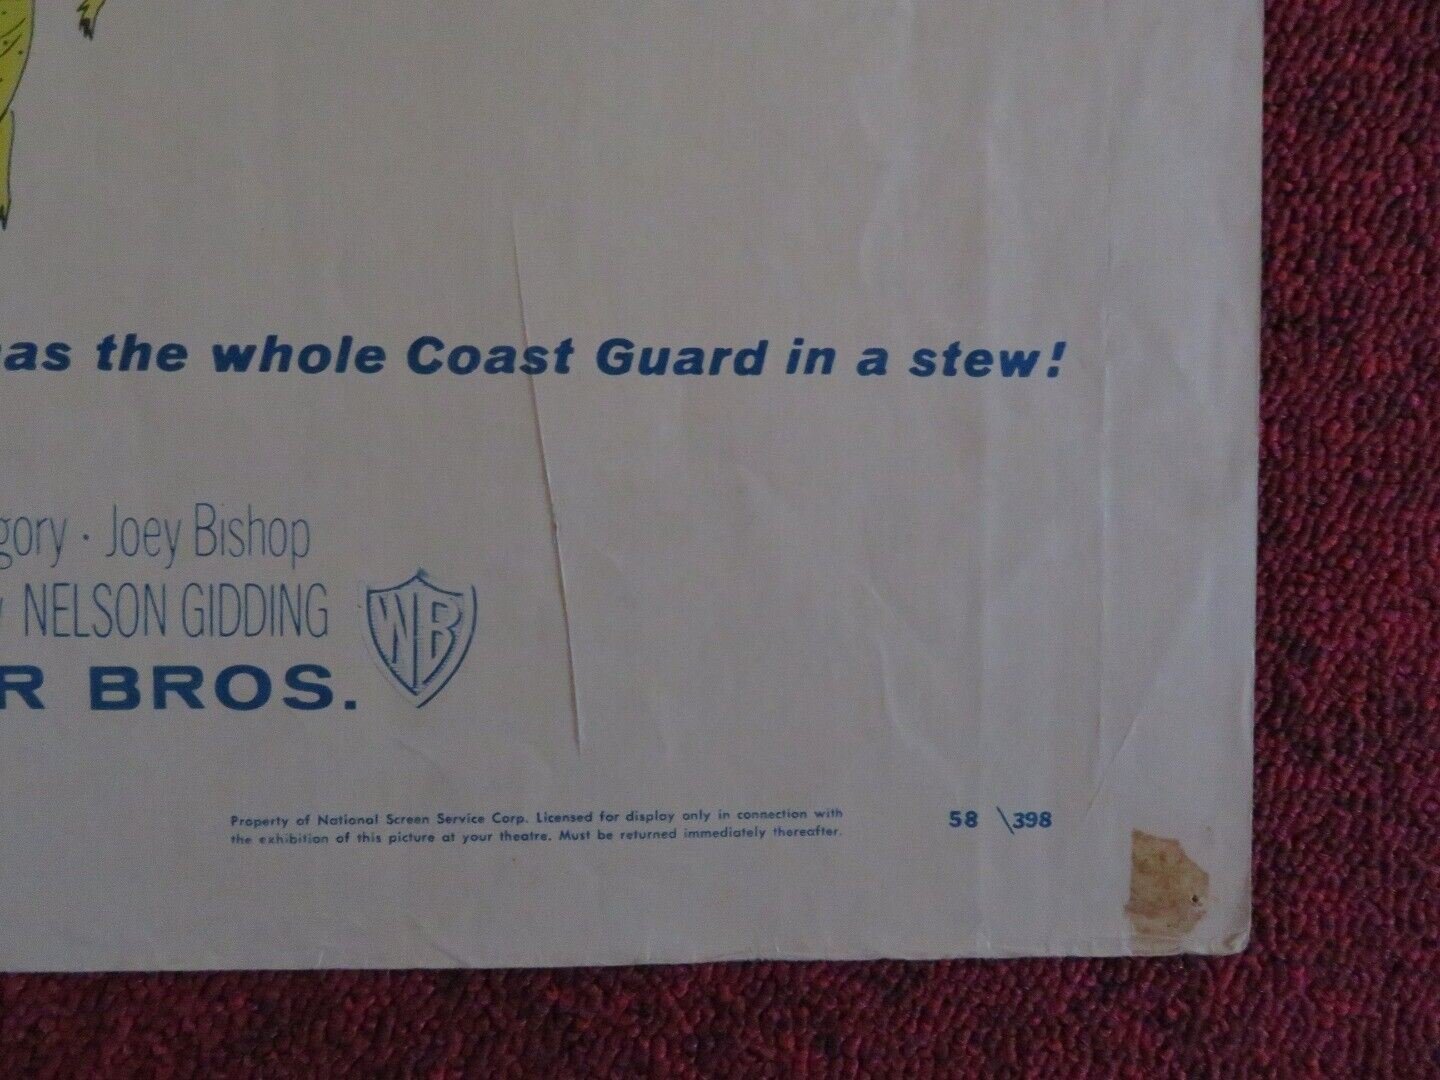 as the whole Coast Guard in a stew!
gory · Joey Bishop
NELSON GIDDING
WB
R BROS.
Property of National Screen Service Corp. Licensed for display only in connection with
the exhibition of this picture at your theatre. Must be returned immediately thereafter.
58 \398